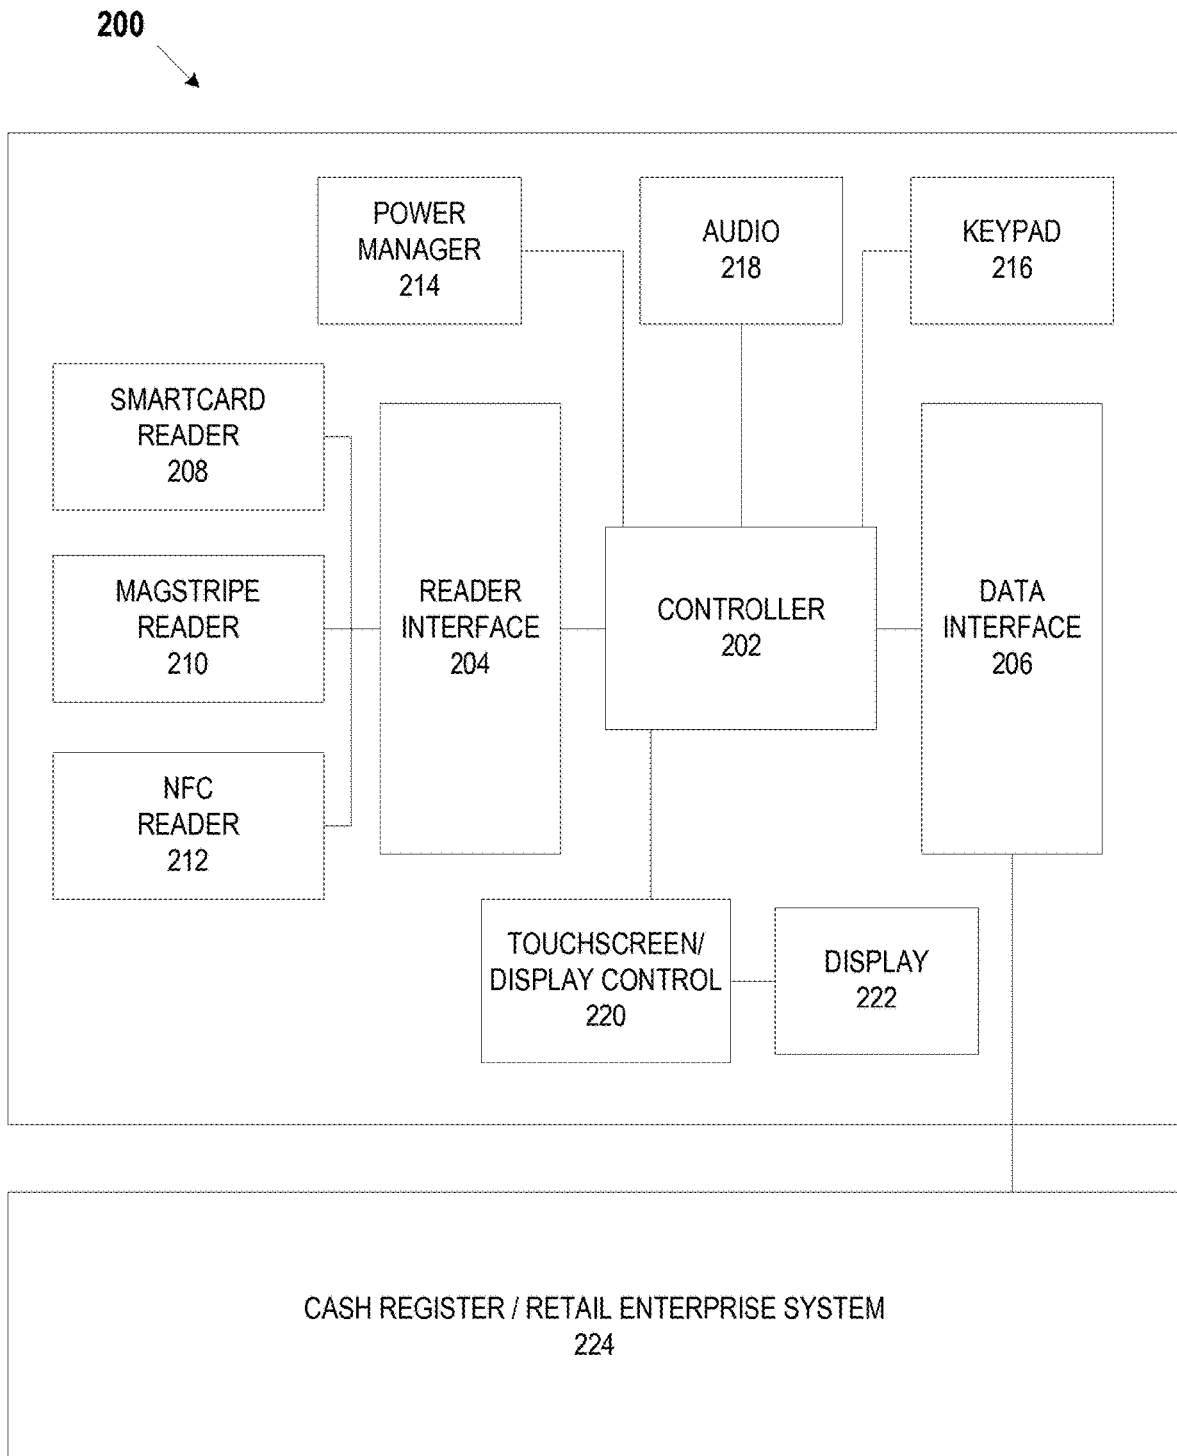 200
POWER
MANAGER
214
AUDIO
218
KEYPAD
216
SMARTCARD
READER
208
MAGSTRIPE
READER
210
NFC
READER
212
READER
INTERFACE
204
CONTROLLER
202
DATA
INTERFACE
206
TOUCHSCREEN/
DISPLAY CONTROL
220
DISPLAY
222
CASH REGISTER / RETAIL ENTERPRISE SYSTEM
224